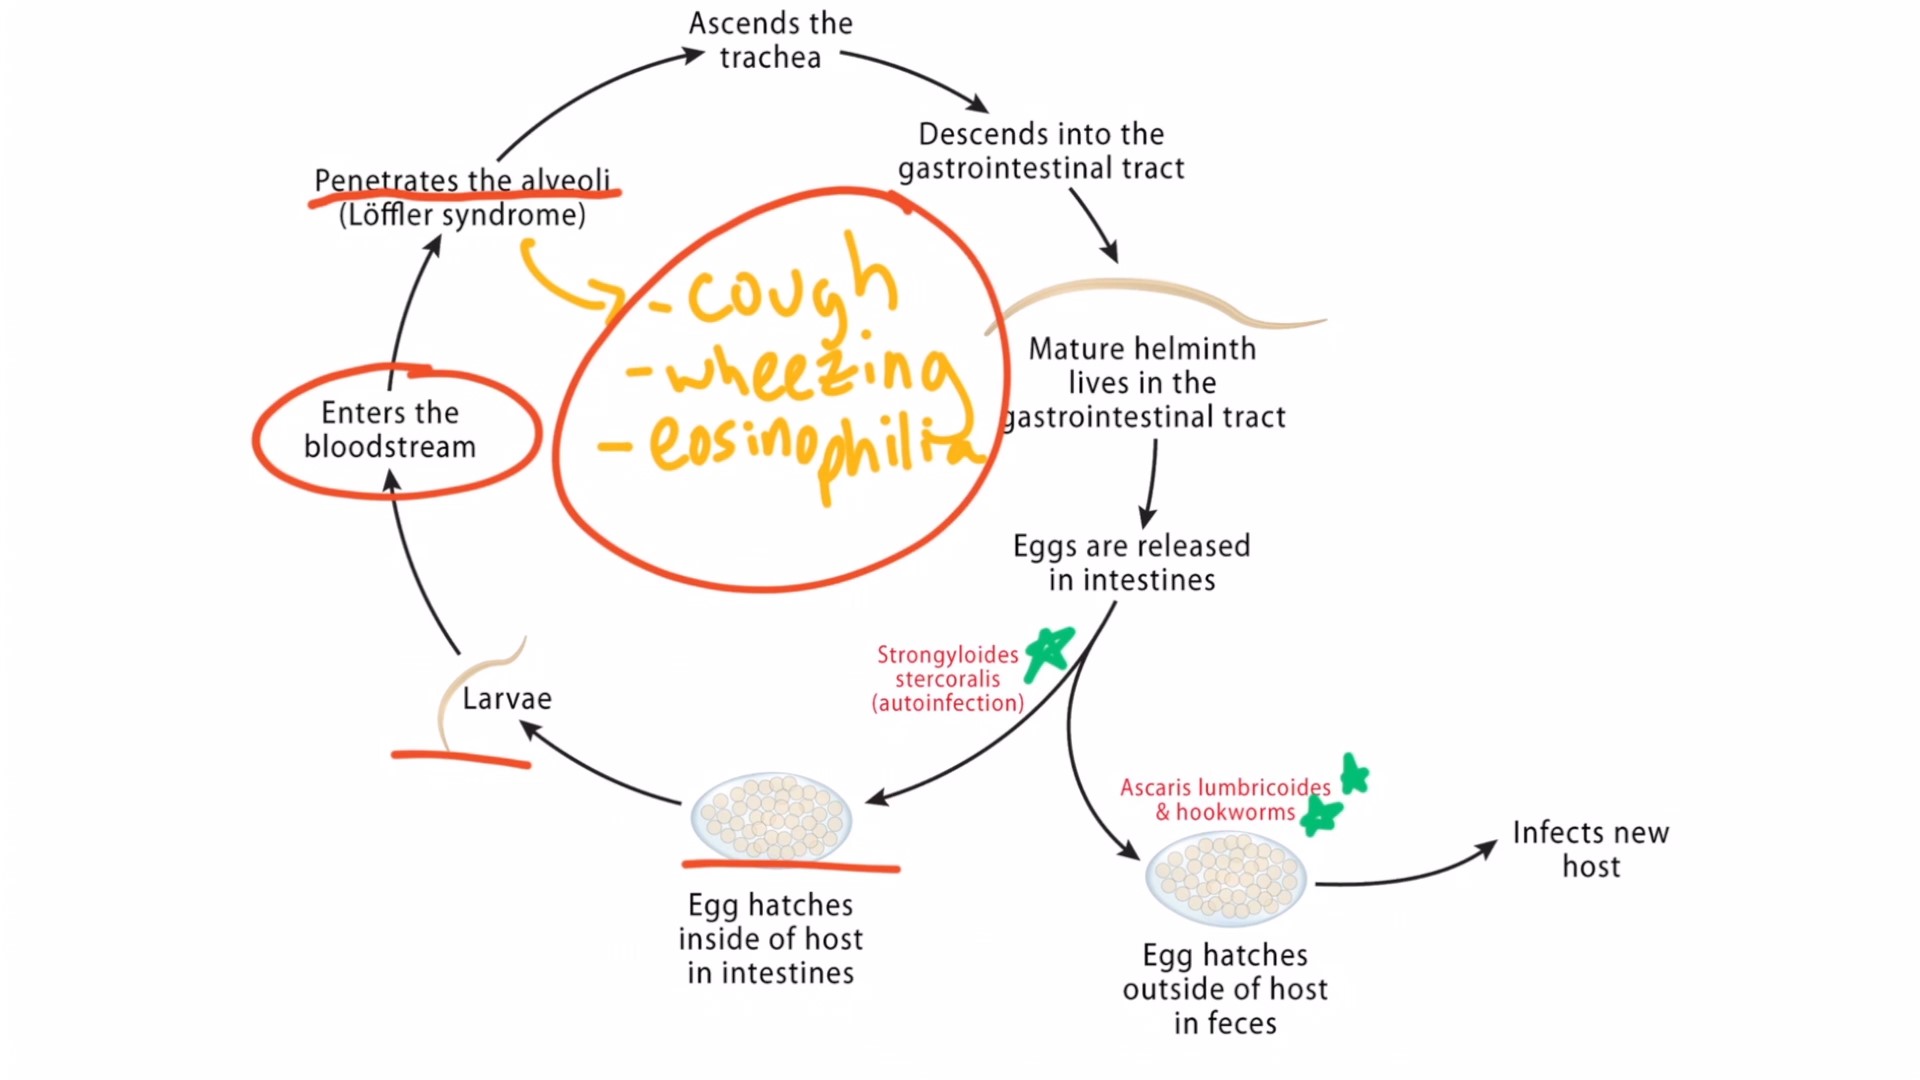 Ascends the
trachea
Descends into the
gastrointestinal tract
Penetrates the alveoli
(Löffler syndrome)
- cough
- wheezing
- eosinophilia
Mature helminth
lives in the
gastrointestinal tract
Enters the
bloodstream
Eggs are released
in intestines
Strongyloides
stercoralis
(autoinfection)
Larvae
Ascaris lumbricoides
& hookworms
Infects new
host
Egg hatches
inside of host
in intestines
Egg hatches
outside of host
in feces